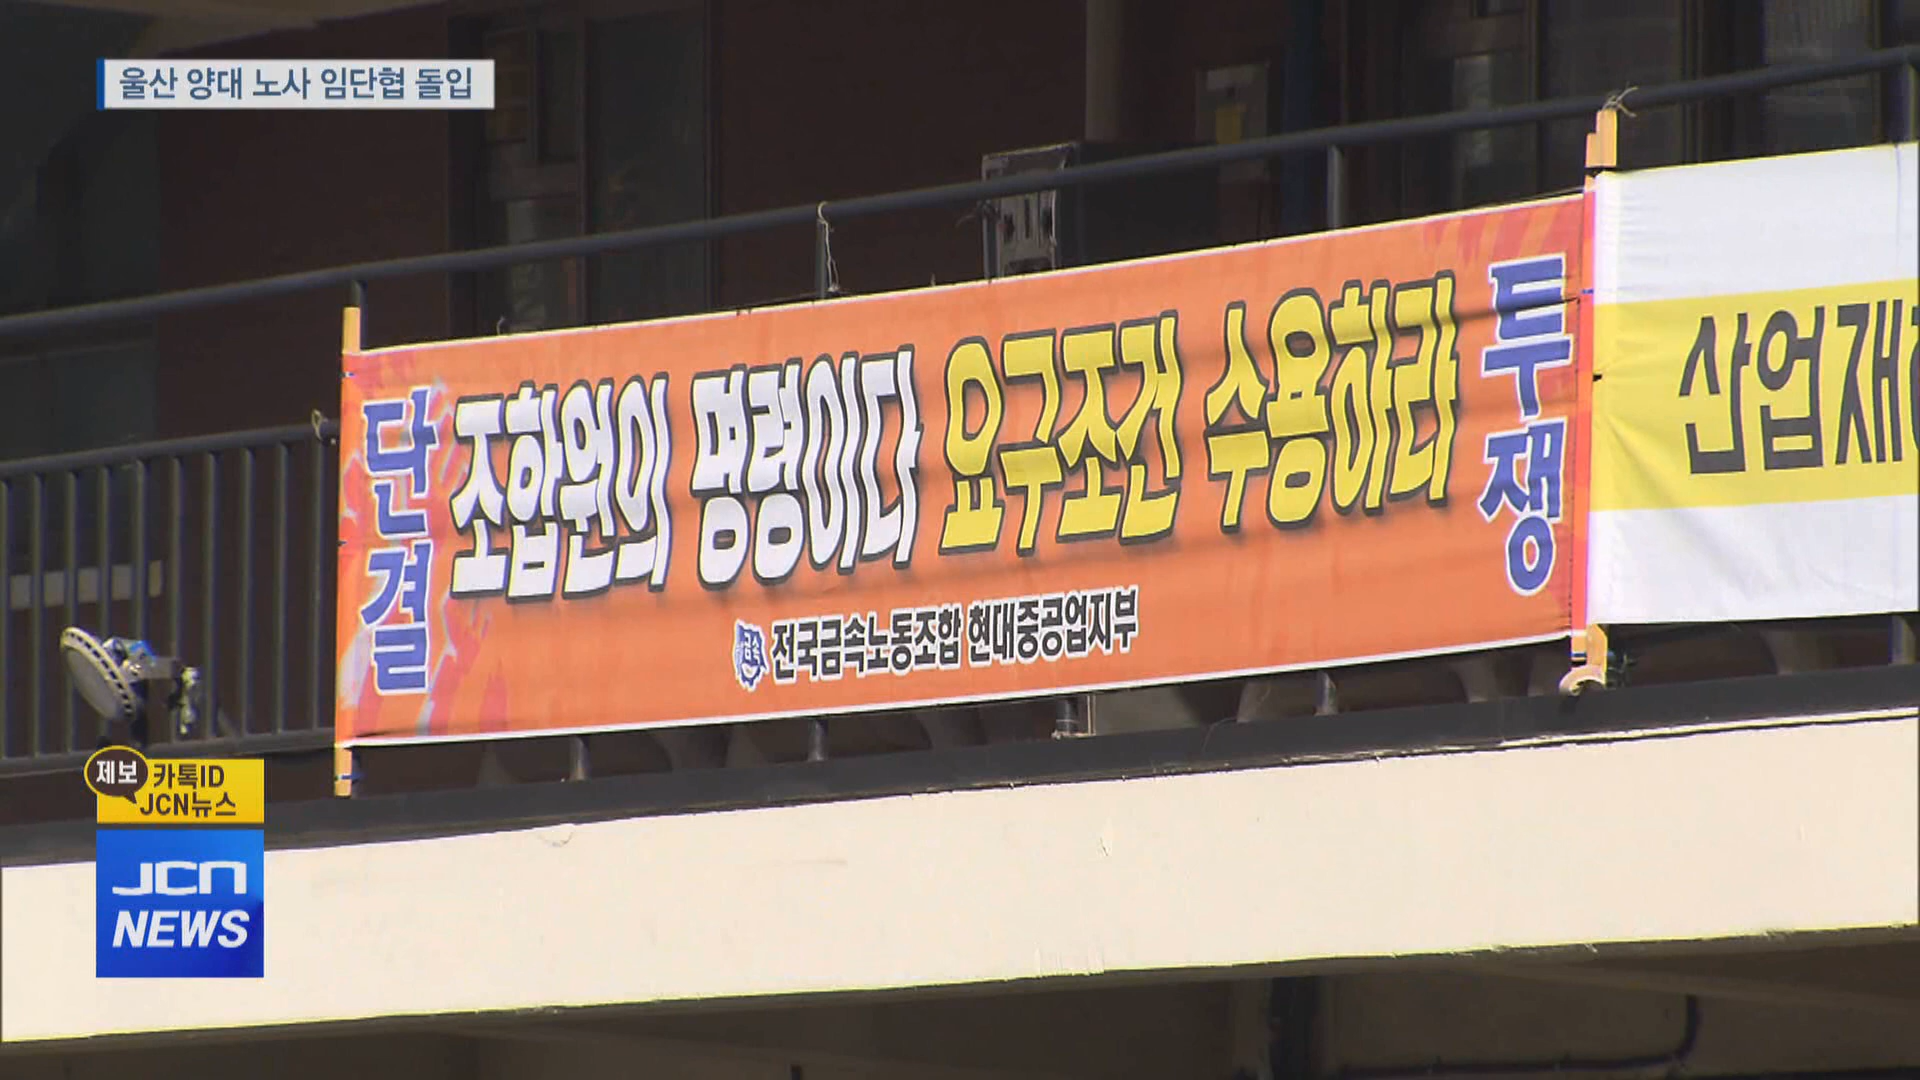 울산 양대 노사 임단협 돌입
단결
조합원의 명령이다 요구조건 수용하라
투쟁
전국금속노동조합 현대중공업지부
산업재
제보
카톡ID
JCN뉴스
JCN
NEWS